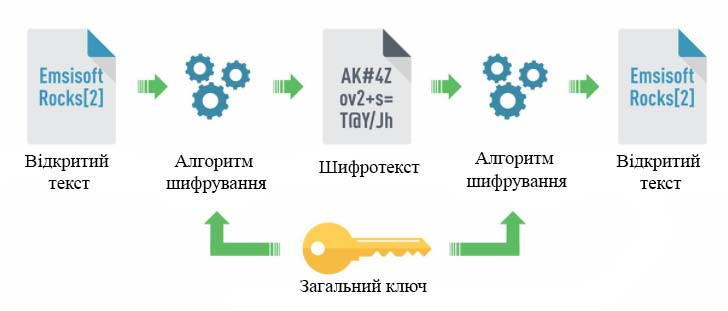 Emsisoft
Rocks[2]
AK#4Z
ov2+s=
T@Y/Jh
Emsisoft
Rocks[2]
Відкритий
текст
Алгоритм
шифрування
Шифротекст
Алгоритм
шифрування
Відкритий
текст
Загальний ключ